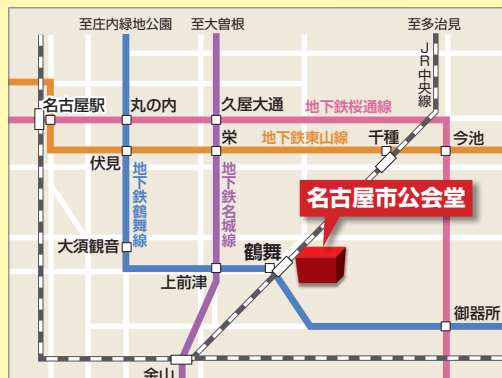 至庄内緑地公園
至大曽根
至多治見
JR中央線
名古屋駅
丸の内
久屋大通
地下鉄桜通線
伏見
栄
地下鉄東山線
千種
今池
地下鉄鶴舞線
地下鉄名城線
名古屋市公会堂
大須観音
鶴舞
上前津
御器所
金山